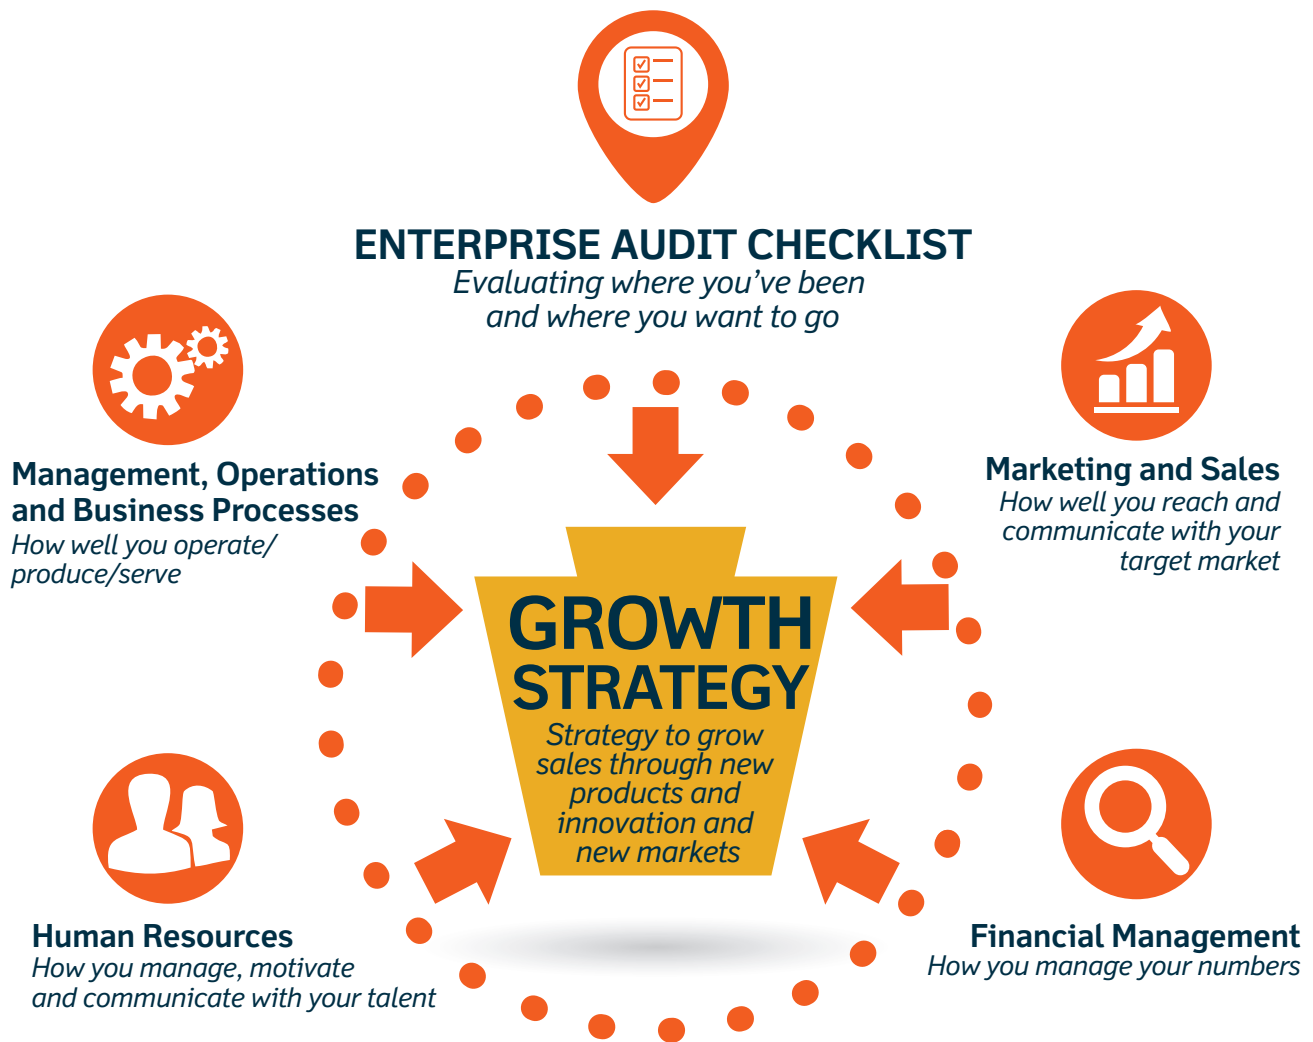 ENTERPRISE AUDIT CHECKLIST
Evaluating where you've been
and where you want to go
Management, Operations
and Business Processes
How well you operate/
produce/serve
Marketing and Sales
How well you reach and
communicate with your
target market
GROWTH
STRATEGY
Strategy to grow
sales through new
products and
innovation and
new markets
Human Resources
How you manage, motivate
and communicate with your talent
Financial Management
How you manage your numbers